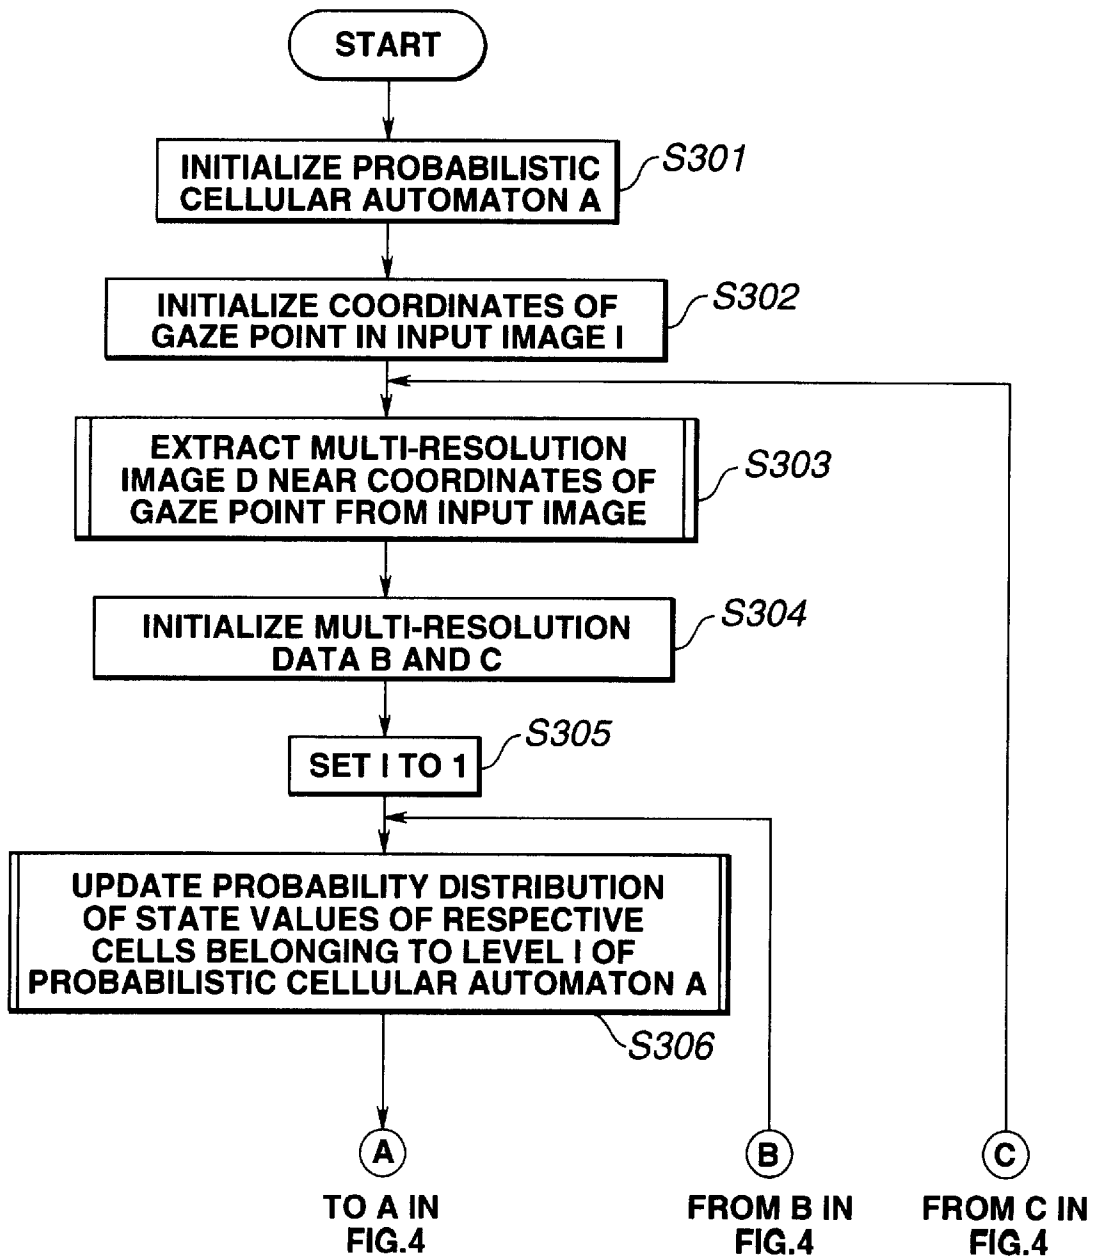 START
INITIALIZE PROBABILISTIC
CELLULAR AUTOMATON A
S301
INITIALIZE COORDINATES OF
GAZE POINT IN INPUT IMAGE I
S302
EXTRACT MULTI-RESOLUTION
IMAGE D NEAR COORDINATES OF
GAZE POINT FROM INPUT IMAGE
S303
INITIALIZE MULTI-RESOLUTION
DATA B AND C
S304
SET I TO 1
S305
UPDATE PROBABILITY DISTRIBUTION
OF STATE VALUES OF RESPECTIVE
CELLS BELONGING TO LEVEL I OF
PROBABILISTIC CELLULAR AUTOMATON A
S306
A
TO A IN
FIG.4
B
FROM B IN
FIG.4
C
FROM C IN
FIG.4